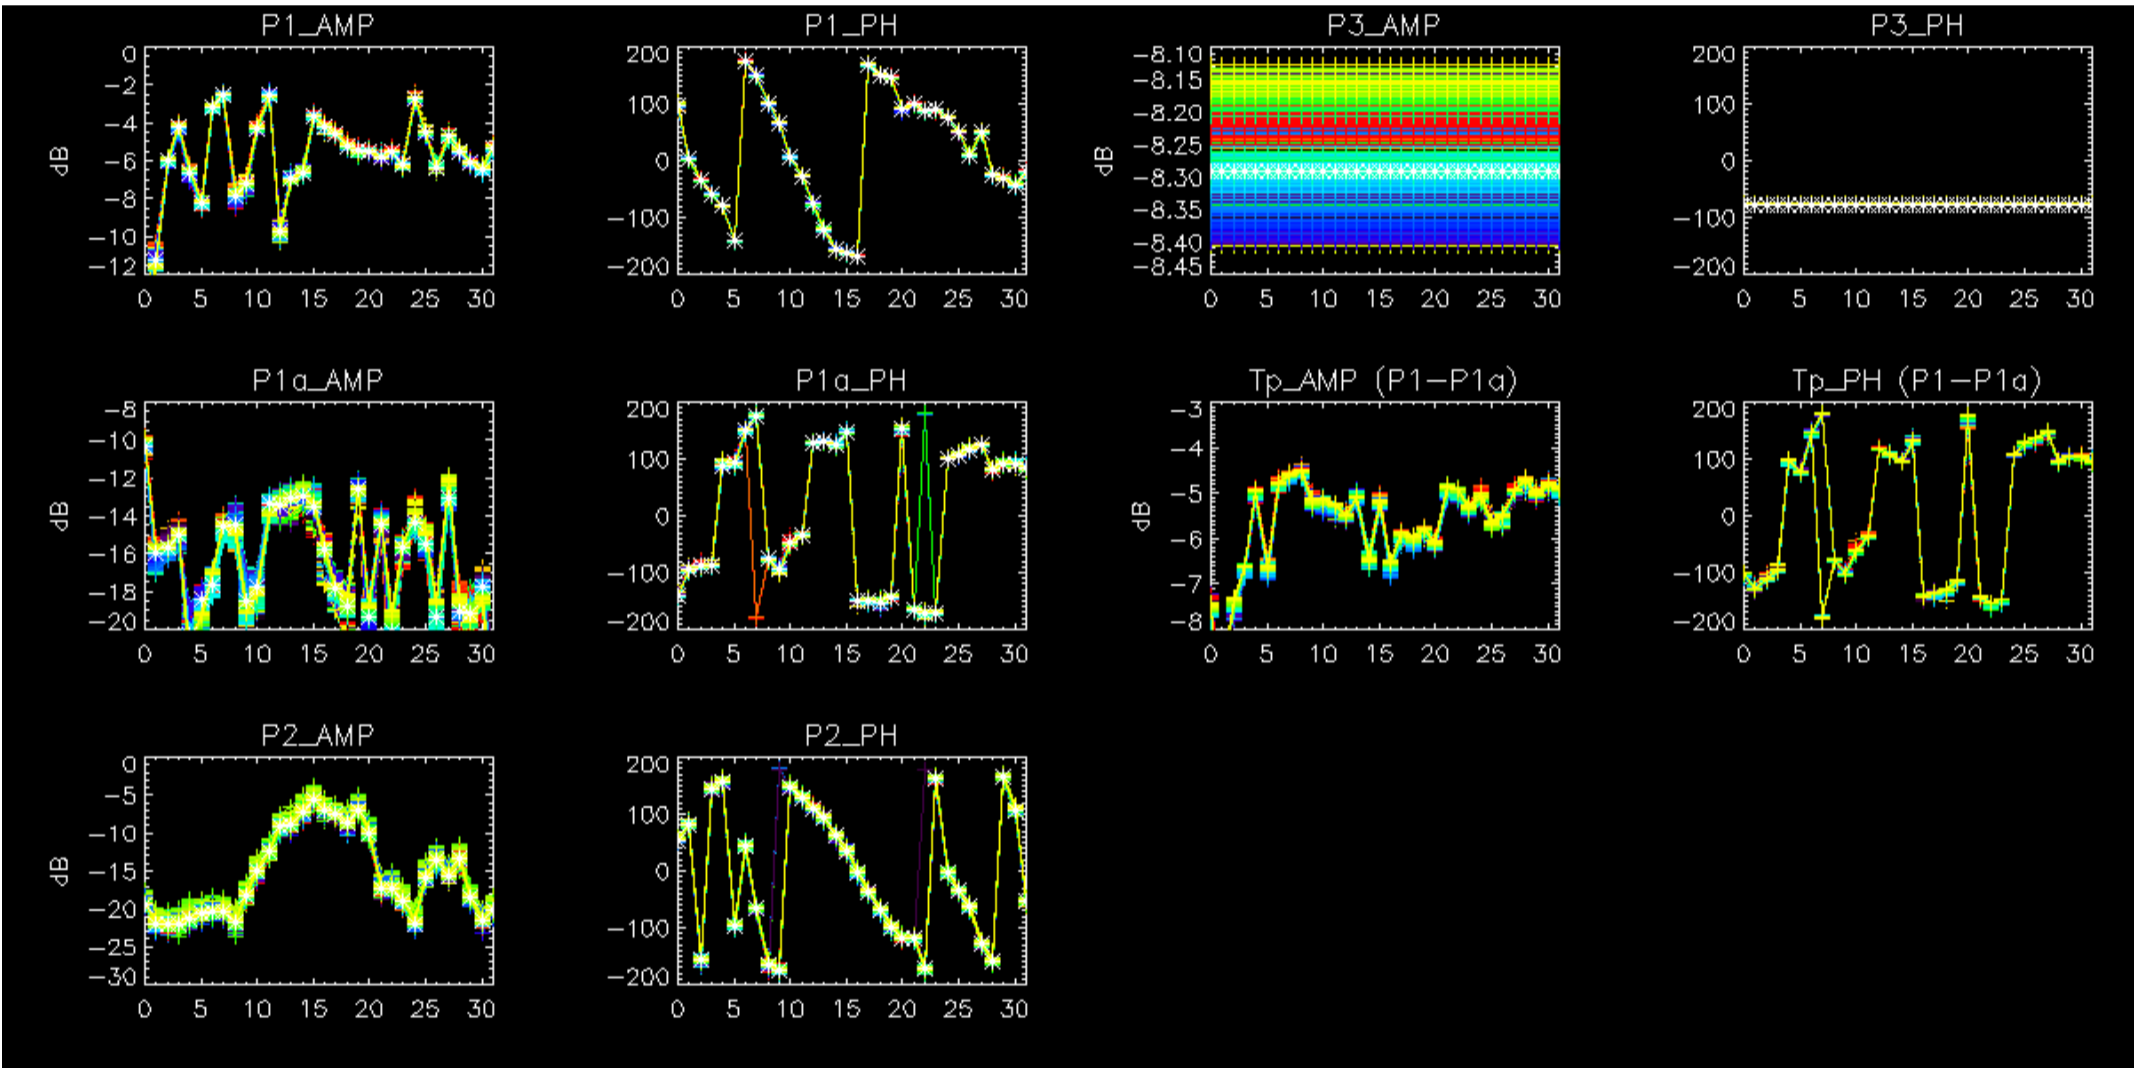 P1_AMP
P1_PH
P3_AMP
P3_PH
0
-2
-4
-6
-8
-10
-12
dB
0 5 10 15 20 25 30
200
100
0
-100
-200
0 5 10 15 20 25 30
-8.10
-8.15
-8.20
-8.25
-8.30
-8.35
-8.40
-8.45
dB
0 5 10 15 20 25 30
200
100
0
-100
-200
0 5 10 15 20 25 30
P1a_AMP
P1a_PH
Tp_AMP (P1-P1a)
Tp_PH (P1-P1a)
-8
-10
-12
-14
-16
-18
-20
dB
0 5 10 15 20 25 30
200
100
0
-100
-200
0 5 10 15 20 25 30
-3
-4
-5
-6
-7
-8
dB
0 5 10 15 20 25 30
200
100
0
-100
-200
0 5 10 15 20 25 30
P2_AMP
P2_PH
0
-5
-10
-15
-20
-25
-30
dB
0 5 10 15 20 25 30
200
100
0
-100
-200
0 5 10 15 20 25 30